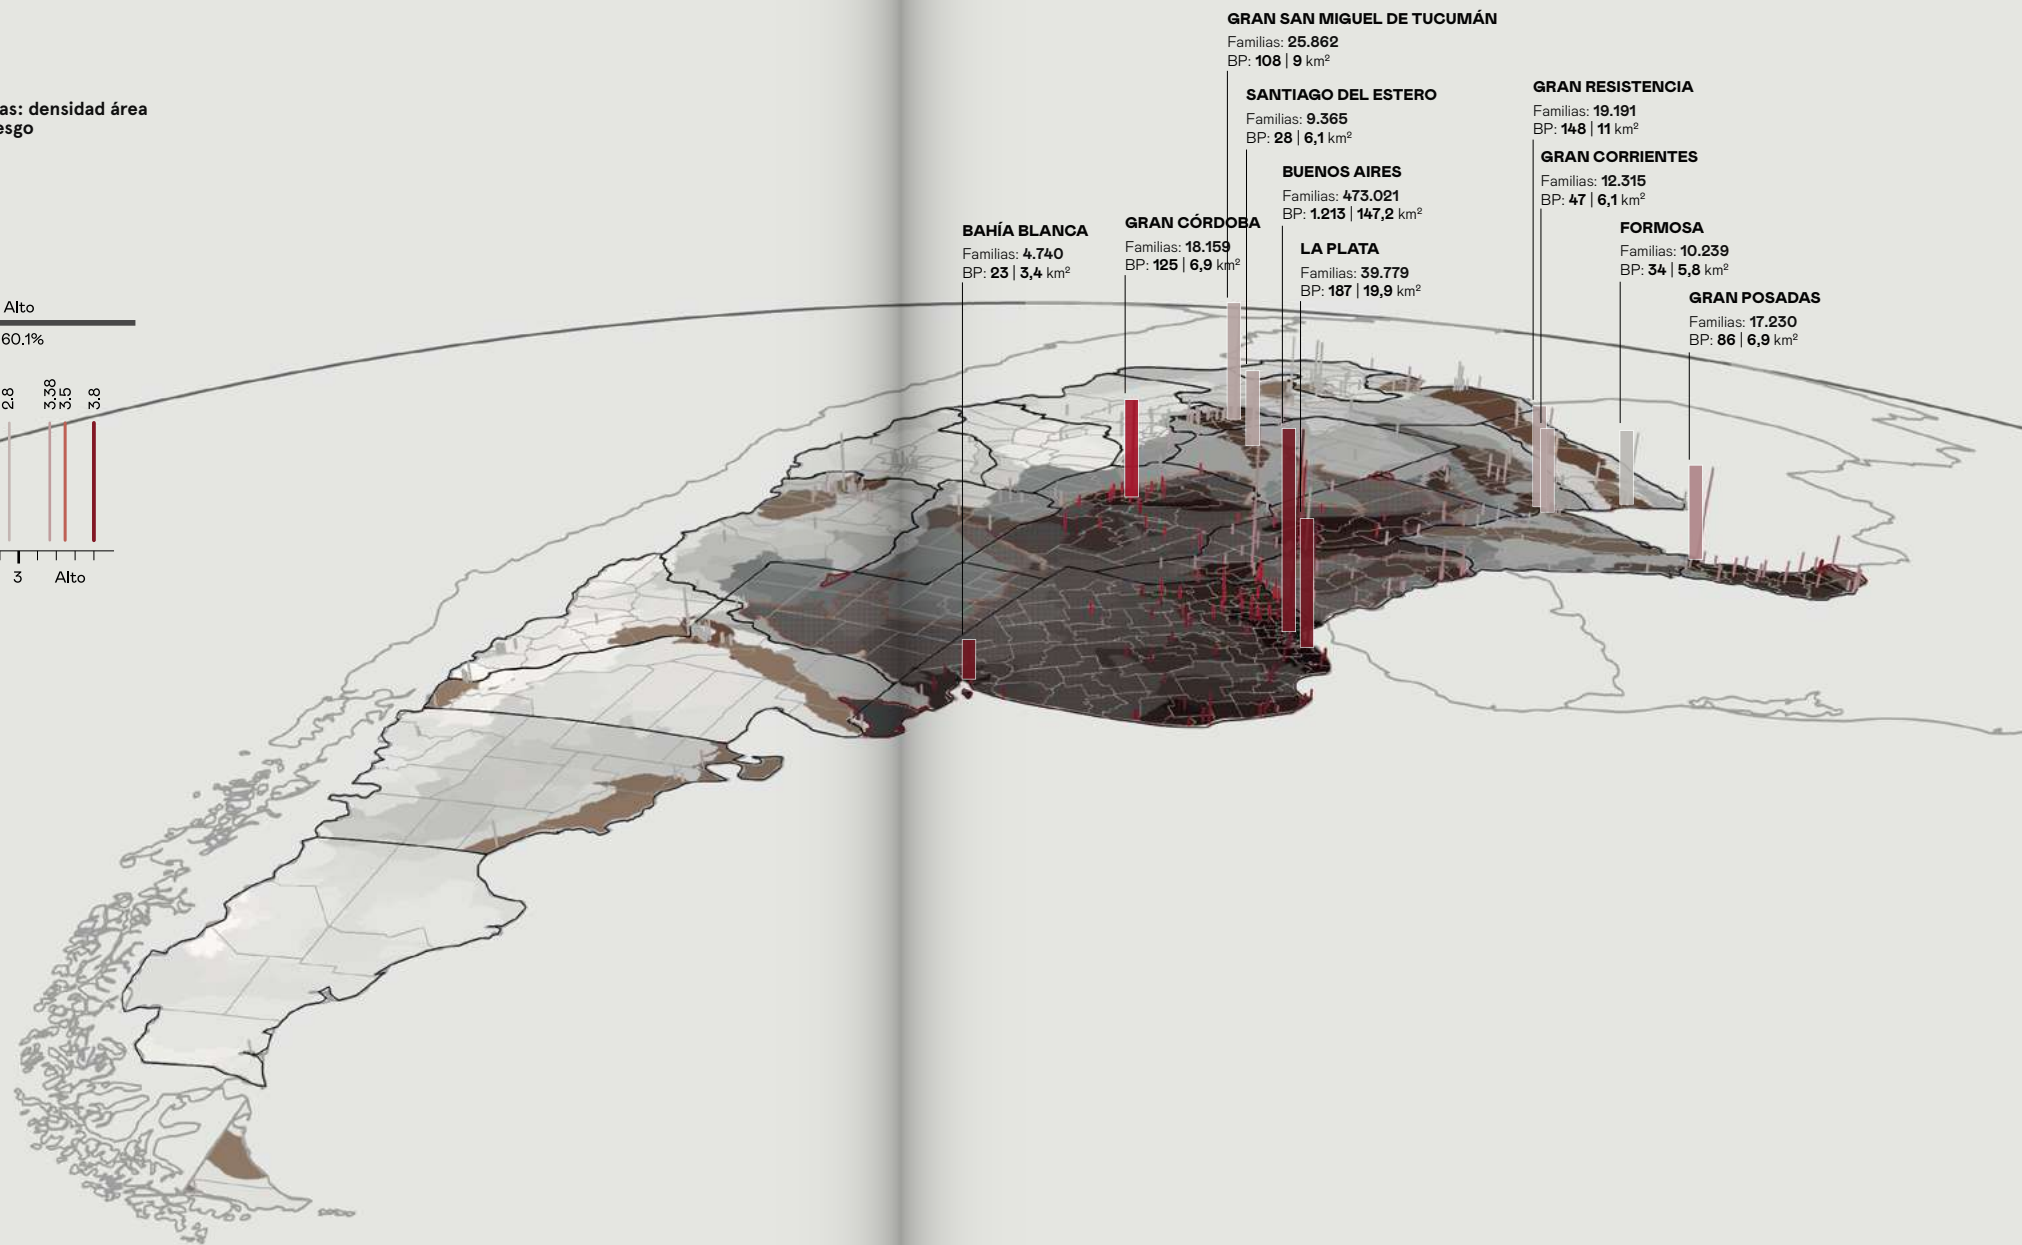 as: densidad área
esgo
Alto
60.1%
2.8
3.38
3.5
3.8
3
Alto
GRAN SAN MIGUEL DE TUCUMÁN
Familias: 25.862
BP: 108 | 9 km²
SANTIAGO DEL ESTERO
Familias: 9.365
BP: 28 | 6,1 km²
BUENOS AIRES
Familias: 473.021
BP: 1.213 | 147,2 km²
LA PLATA
Familias: 39.779
BP: 187 | 19,9 km²
BAHÍA BLANCA
Familias: 4.740
BP: 23 | 3,4 km²
GRAN CÓRDOBA
Familias: 18.159
BP: 125 | 6,9 km²
GRAN RESISTENCIA
Familias: 19.191
BP: 148 | 11 km²
GRAN CORRIENTES
Familias: 12.315
BP: 47 | 6,1 km²
FORMOSA
Familias: 10.239
BP: 34 | 5,8 km²
GRAN POSADAS
Familias: 17.230
BP: 86 | 6,9 km²